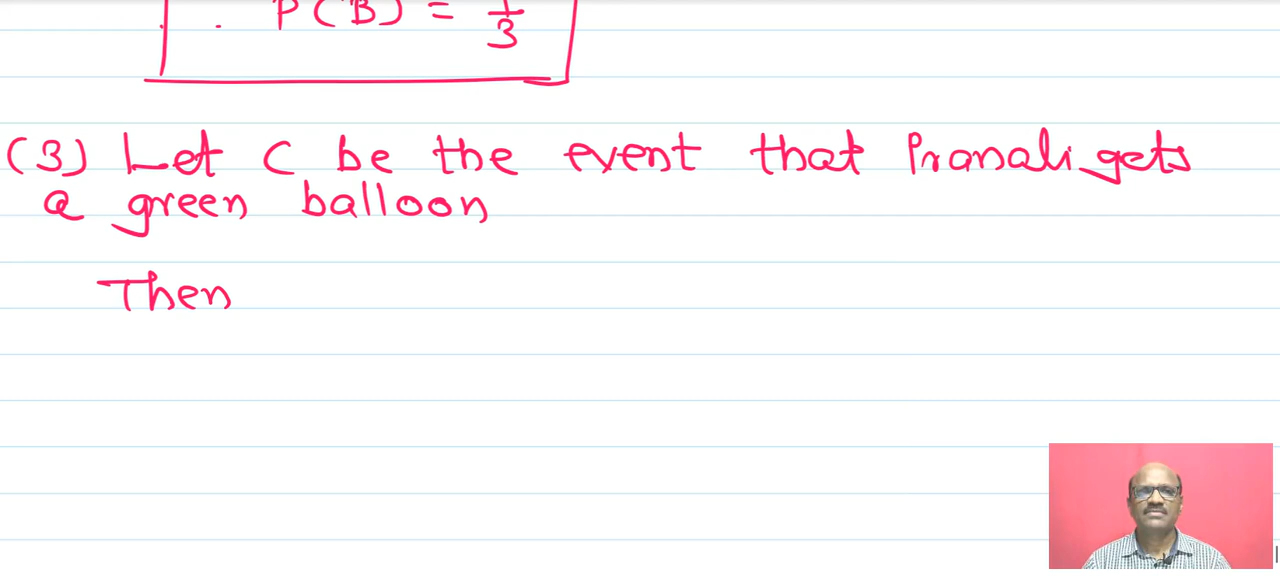 . . P(B) = 1/3
(3) Let C be the event that Pranali gets
a green balloon
Then